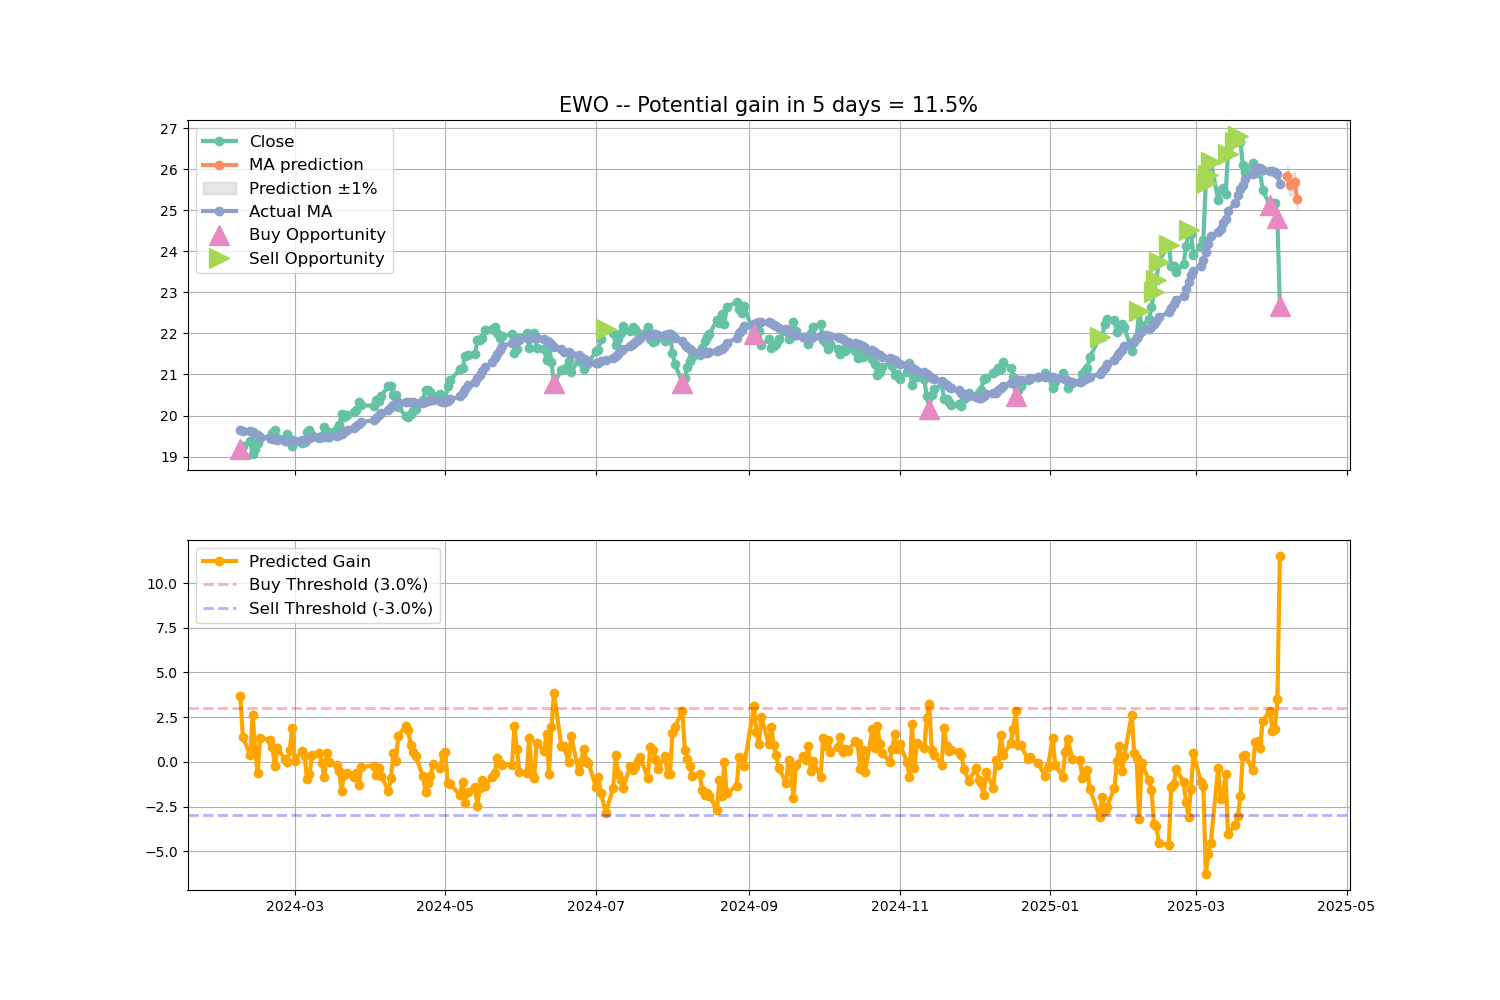 EWO -- Potential gain in 5 days = 11.5%
27
26
25
24
23
22
21
20
19
Close
MA prediction
Prediction ±1%
Actual MA
Buy Opportunity
Sell Opportunity
10.0
7.5
5.0
2.5
0.0
−2.5
−5.0
Predicted Gain
Buy Threshold (3.0%)
Sell Threshold (-3.0%)
2024-03
2024-05
2024-07
2024-09
2024-11
2025-01
2025-03
2025-05